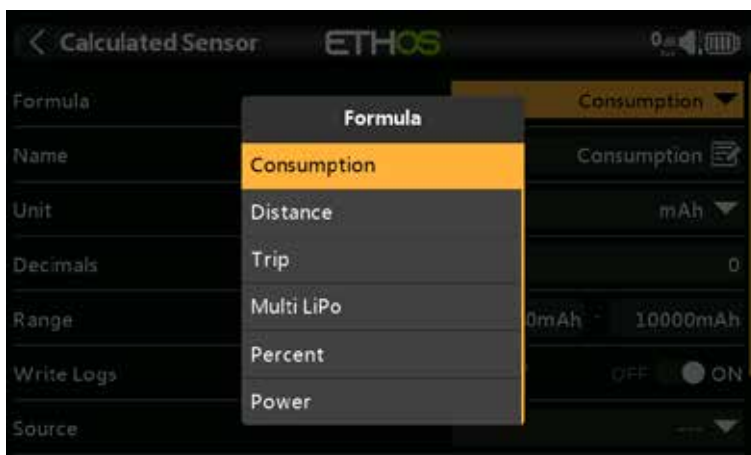 < Calculated Sensor ETHOS
Formula Consumption
Formula
Name Consumption
Consumption
Unit mAh
Distance
Trip
Decimals 0
Multi LiPo
Range 0mAh - 10000mAh
Percent
Write Logs OFF ON
Power
Source ---